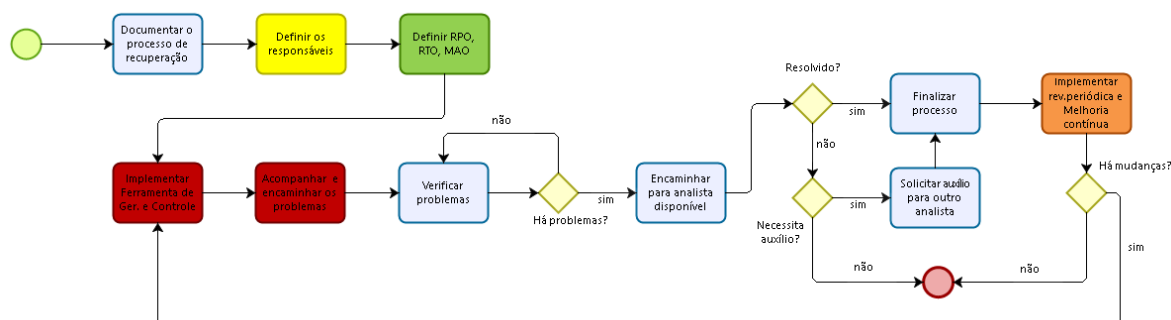 Documentar o
processo de
recuperação
Definir os
responsáveis
Definir RPO,
RTO, MAO
Resolvido?
sim
não
Finalizar
processo
Implementar
rev.periódica e
Melhoria
contínua
Há mudanças?
sim
não
Implementar
Ferramenta de
Ger. e Controle
Acompanhar e
encaminhar os
problemas
Verificar
problemas
não
Há problemas?
sim
Encaminhar
para analista
disponível
Necessita
auxílio?
sim
não
Solicitar auxílio
para outro
analista